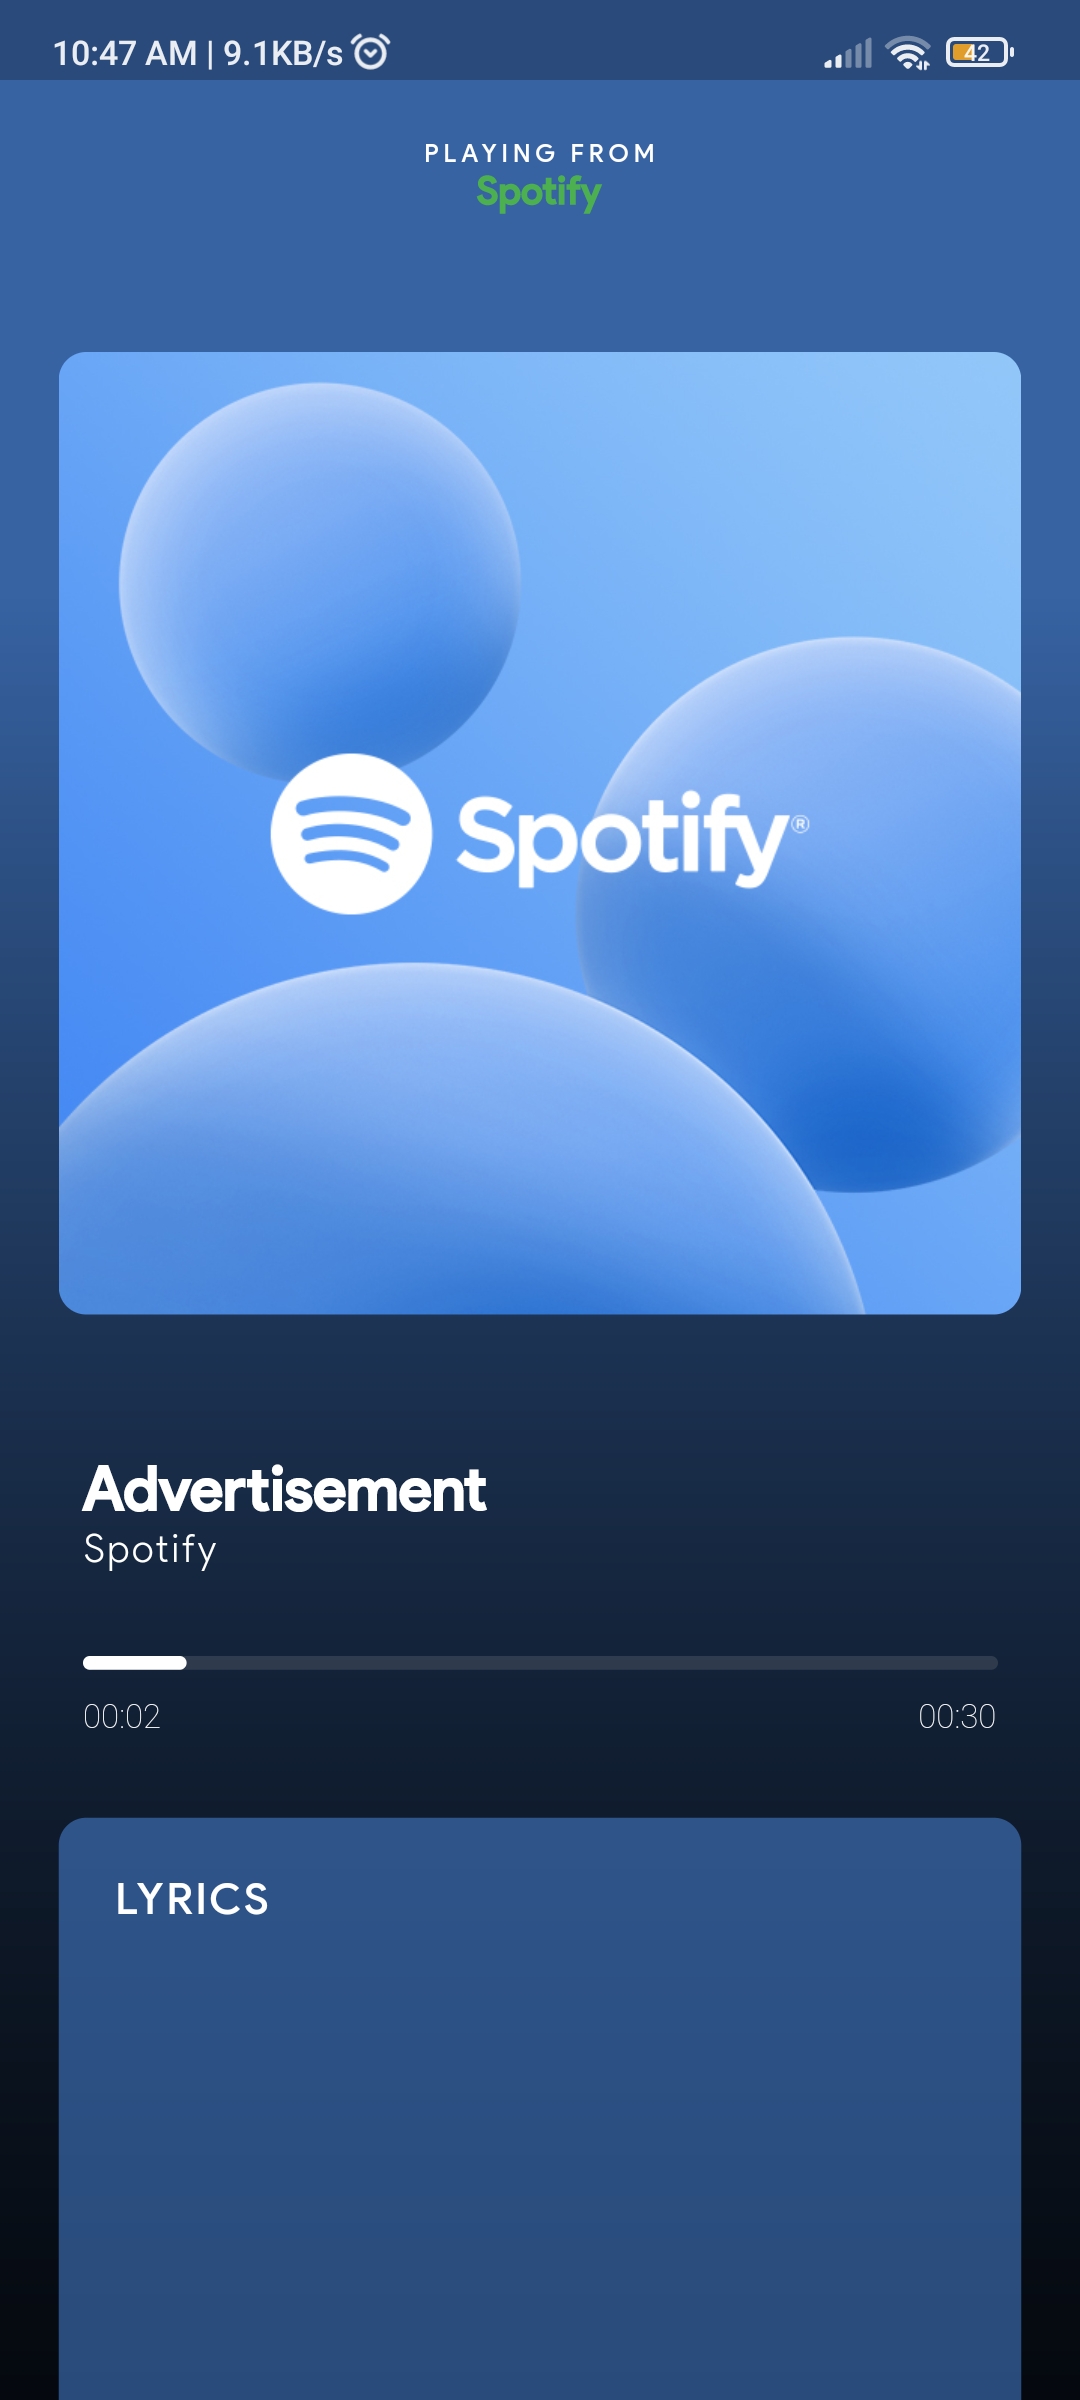 10:47 AM | 9.1KB/s
42
PLAYING FROM
Spotify
Spotify®
Advertisement
Spotify
00:02
00:30
LYRICS